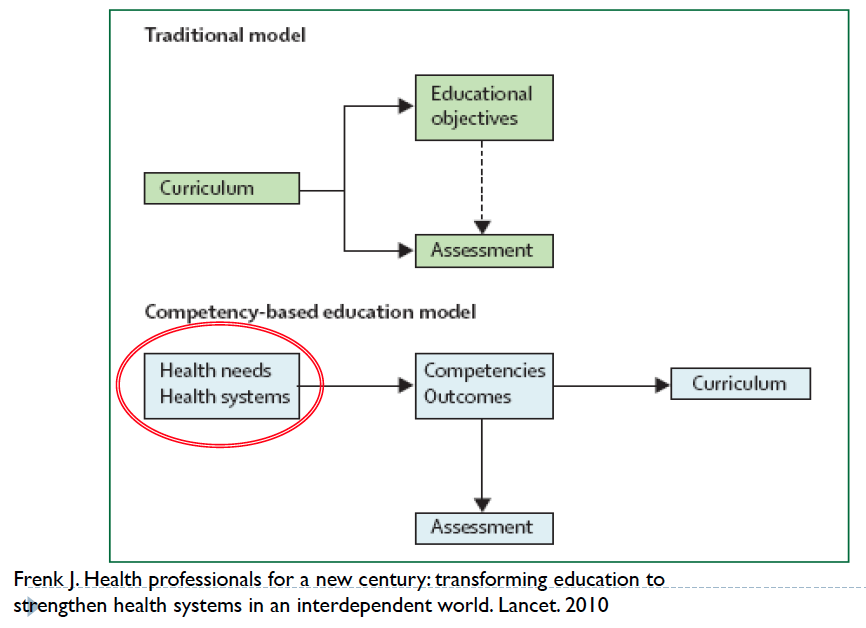 Traditional model
Educational
objectives
Curriculum
Assessment
Competency-based education model
Health needs
Health systems
Competencies
Outcomes
Curriculum
Assessment
Frenk J. Health professionals for a new century: transforming education to
strengthen health systems in an interdependent world. Lancet. 2010